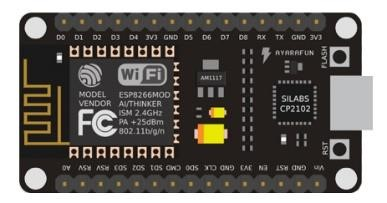 D0 D1 D2 D3 D4 3V3 GND D5 D6 D7 D8 RX TX GND 3V3
AYARAFUN
FLASH
WiFi
MODEL ESP8266MOD
VENDOR AI/THINKER
ISM 2.4GHz
PA +25dBm
802.11b/g/n
FC
AM1117
SILABS
CP2102
RST
A0 RSV RSV SD3 SD2 SD1 CMD SD0 CLK GND 3V3 EN RST GND Vin